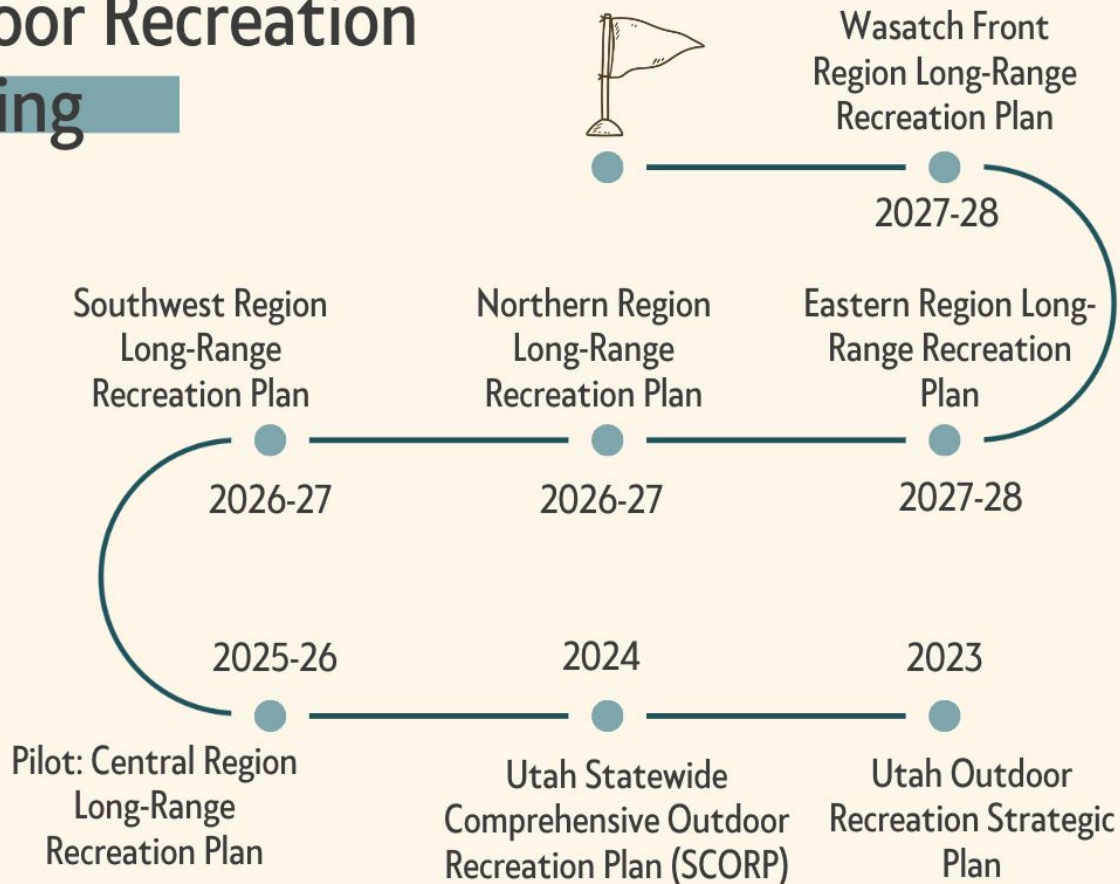 oor Recreation
ing
Wasatch Front
Region Long-Range
Recreation Plan
2027-28
Southwest Region
Long-Range
Recreation Plan
2026-27
Northern Region
Long-Range
Recreation Plan
2026-27
Eastern Region Long-
Range Recreation
Plan
2027-28
2025-26
Pilot: Central Region
Long-Range
Recreation Plan
2024
Utah Statewide
Comprehensive Outdoor
Recreation Plan (SCORP)
2023
Utah Outdoor
Recreation Strategic
Plan